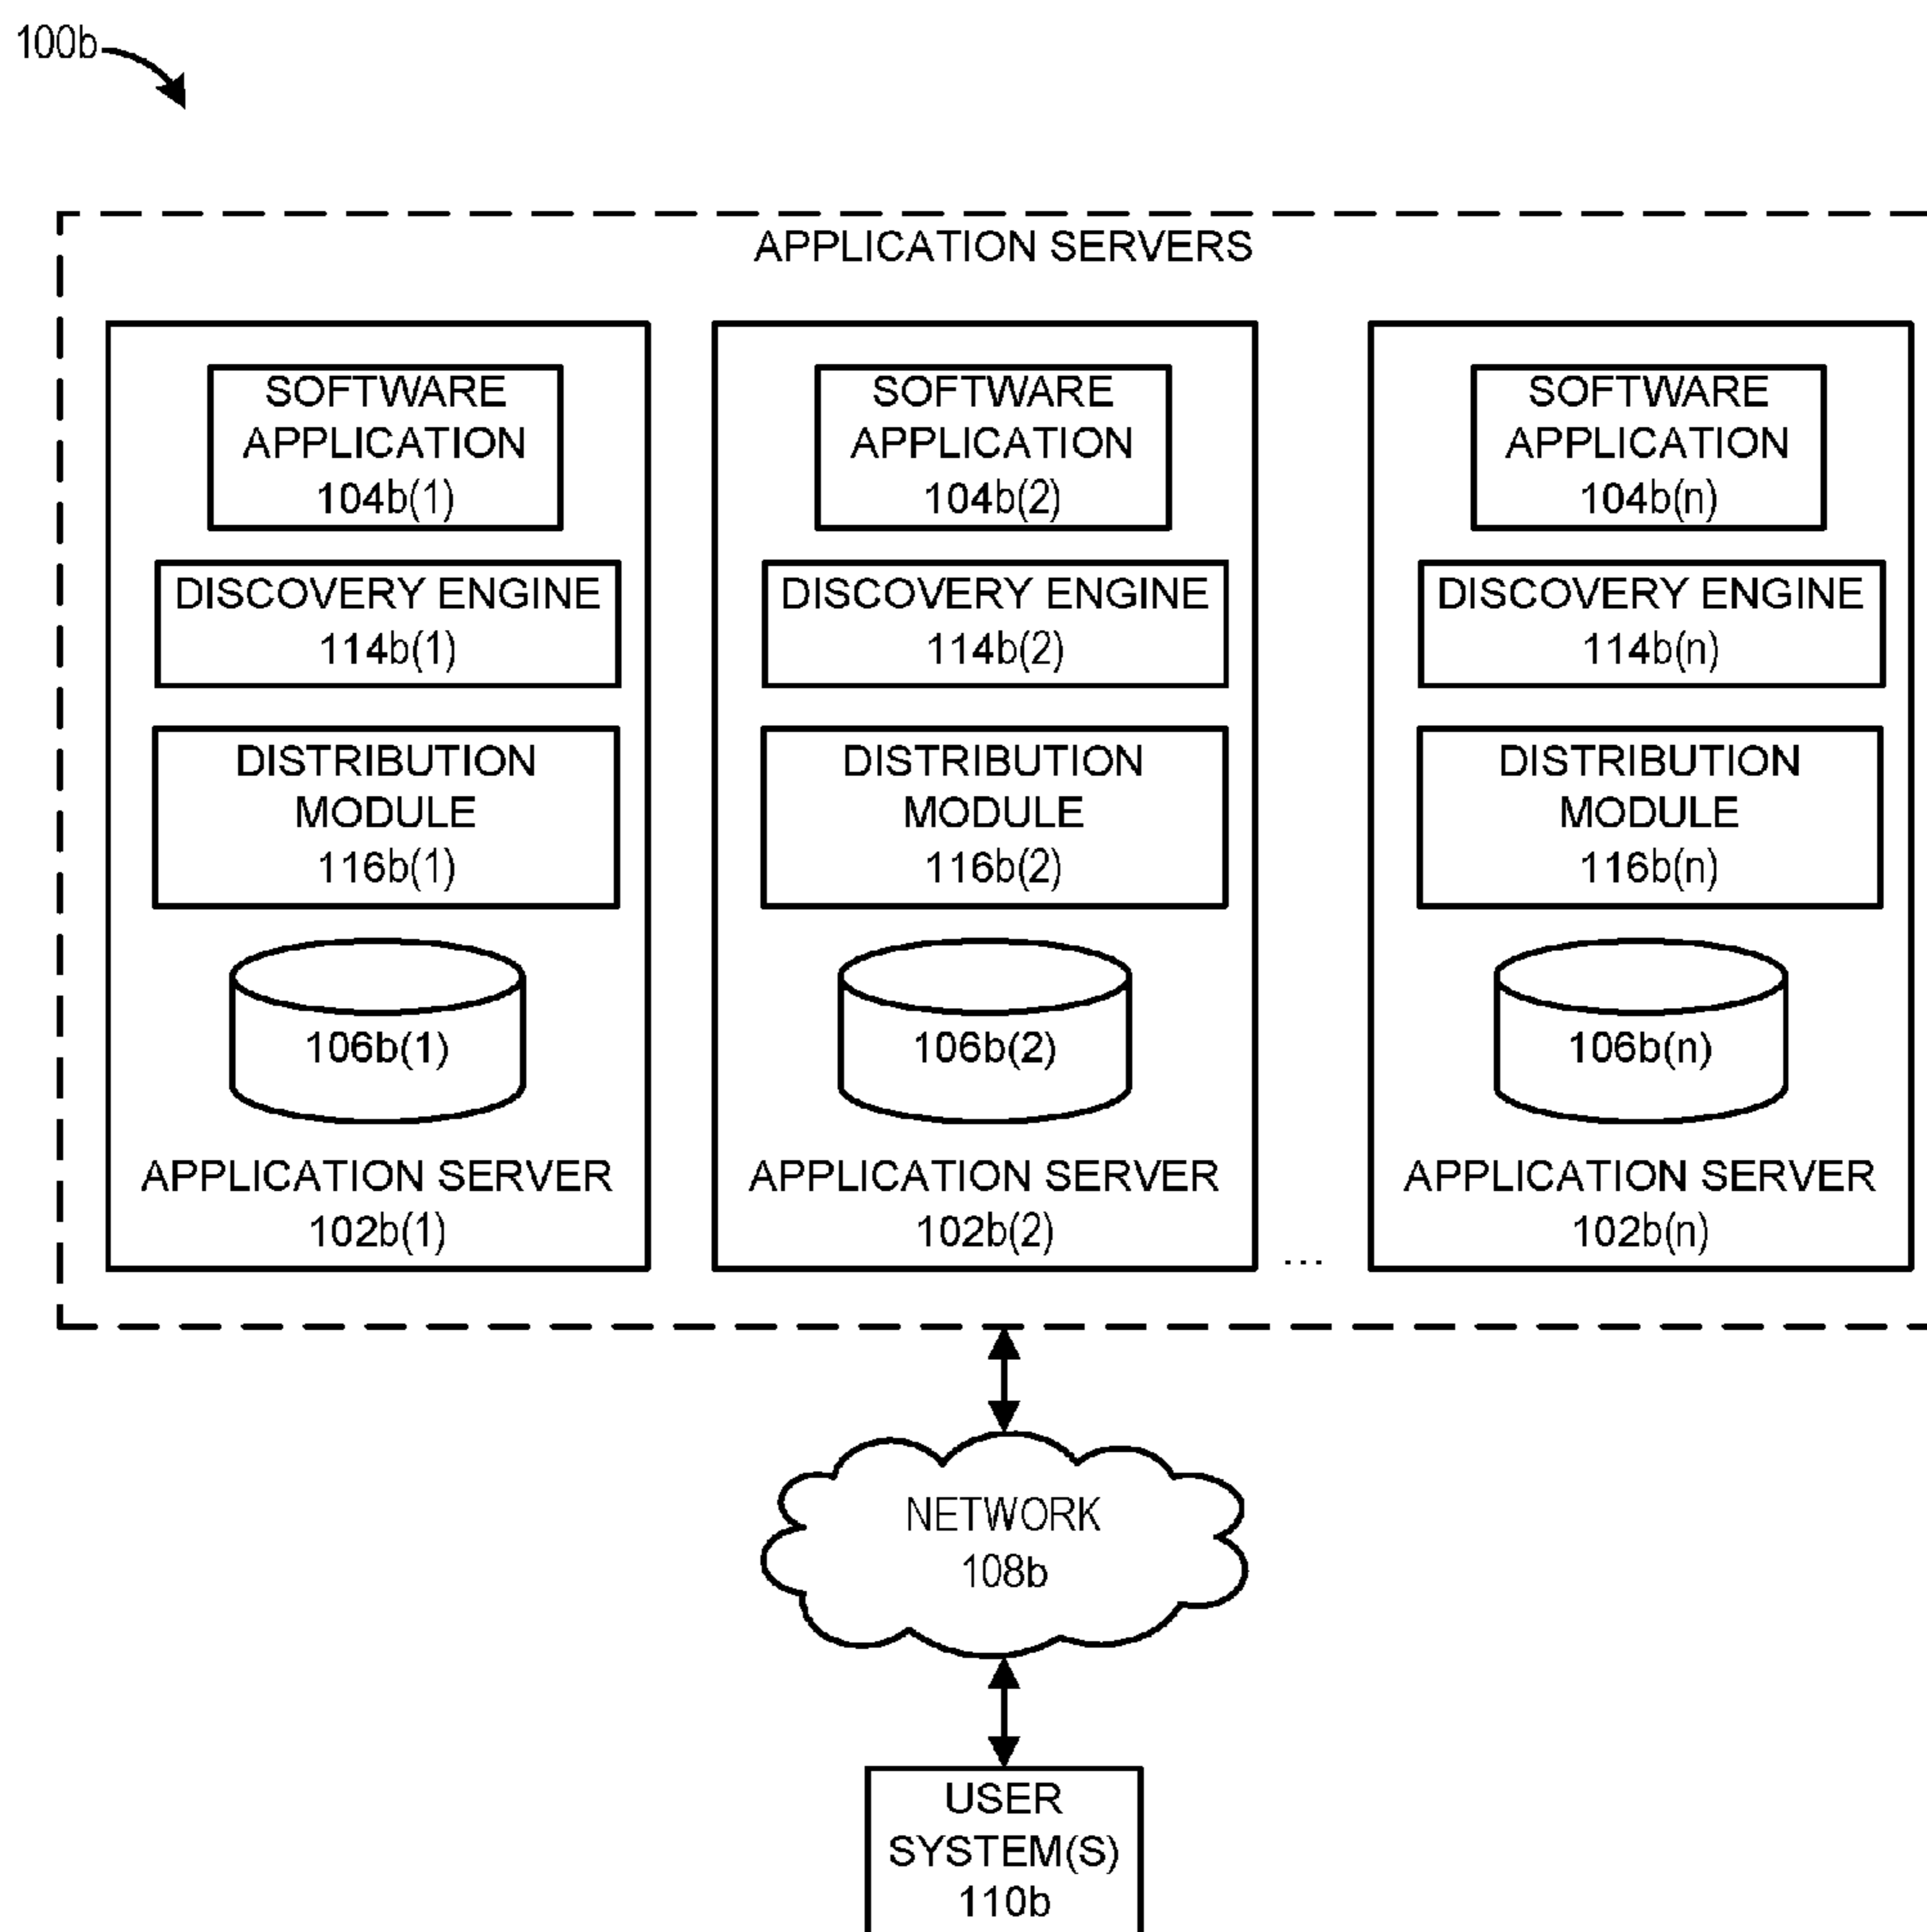 100b
APPLICATION SERVERS
SOFTWARE
APPLICATION
104b(1)
DISCOVERY ENGINE
114b(1)
DISTRIBUTION
MODULE
116b(1)
106b(1)
APPLICATION SERVER
102b(1)
SOFTWARE
APPLICATION
104b(2)
DISCOVERY ENGINE
114b(2)
DISTRIBUTION
MODULE
116b(2)
106b(2)
APPLICATION SERVER
102b(2)
...
SOFTWARE
APPLICATION
104b(n)
DISCOVERY ENGINE
114b(n)
DISTRIBUTION
MODULE
116b(n)
106b(n)
APPLICATION SERVER
102b(n)
NETWORK
108b
USER
SYSTEM(S)
110b